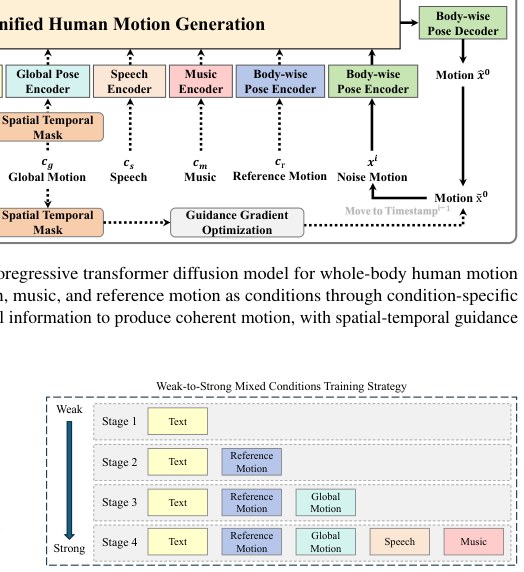 nified Human Motion Generation
Body-wise
Pose Decoder
Global Pose
Encoder
Speech
Encoder
Music
Encoder
Body-wise
Pose Encoder
Body-wise
Pose Encoder
Motion x̂⁰
Spatial Temporal
Mask
c_g
Global Motion
c_s
Speech
c_m
Music
c_r
Reference Motion
xⁱ
Noise Motion
Motion x̃⁰
Move to Timestamp^{i−1}
Spatial Temporal
Mask
Guidance Gradient
Optimization
oregressive transformer diffusion model for whole-body human motion
n, music, and reference motion as conditions through condition-specific
l information to produce coherent motion, with spatial-temporal guidance
Weak-to-Strong Mixed Conditions Training Strategy
Weak
Stage 1
Text
Stage 2
Text
Reference
Motion
Stage 3
Text
Reference
Motion
Global
Motion
Stage 4
Text
Reference
Motion
Global
Motion
Speech
Music
Strong